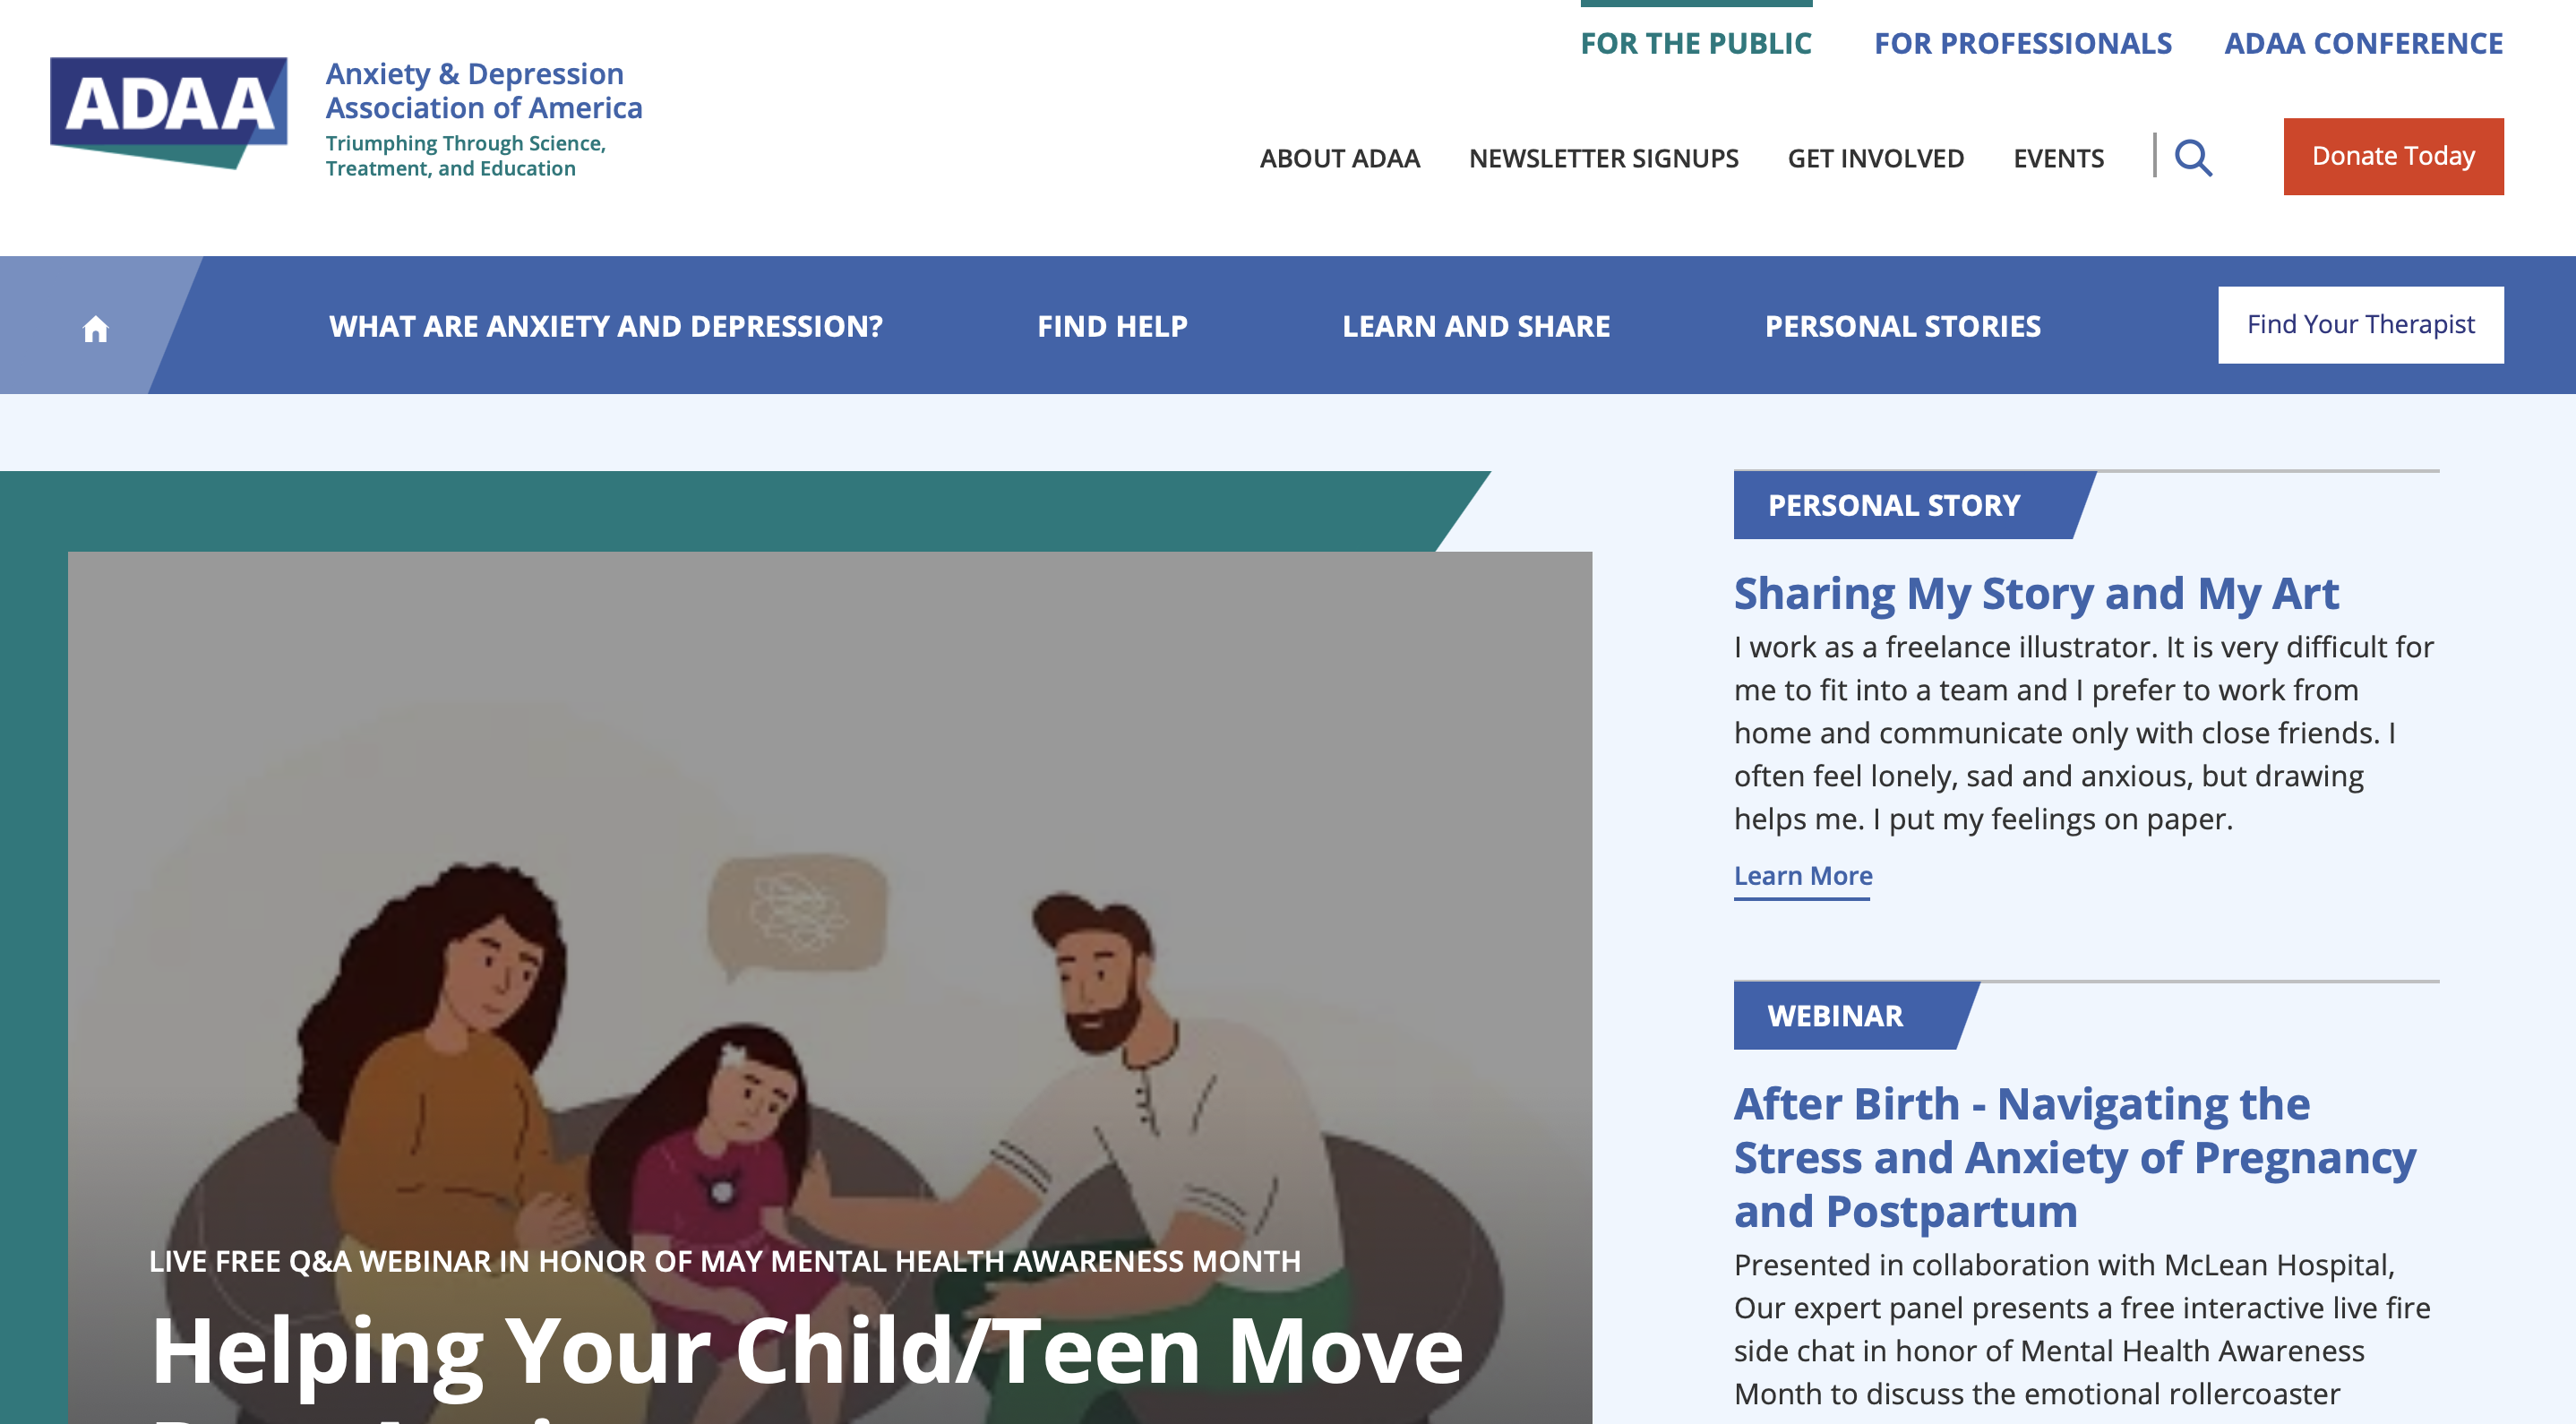 FOR THE PUBLIC
FOR PROFESSIONALS
ADAA CONFERENCE
ADAA
Anxiety & Depression
Association of America
Triumphing Through Science,
Treatment, and Education
ABOUT ADAA
NEWSLETTER SIGNUPS
GET INVOLVED
EVENTS
Donate Today
WHAT ARE ANXIETY AND DEPRESSION?
FIND HELP
LEARN AND SHARE
PERSONAL STORIES
Find Your Therapist
LIVE FREE Q&A WEBINAR IN HONOR OF MAY MENTAL HEALTH AWARENESS MONTH
Helping Your Child/Teen Move
PERSONAL STORY
Sharing My Story and My Art
I work as a freelance illustrator. It is very difficult for
me to fit into a team and I prefer to work from
home and communicate only with close friends. I
often feel lonely, sad and anxious, but drawing
helps me. I put my feelings on paper.
Learn More
WEBINAR
After Birth - Navigating the
Stress and Anxiety of Pregnancy
and Postpartum
Presented in collaboration with McLean Hospital,
Our expert panel presents a free interactive live fire
side chat in honor of Mental Health Awareness
Month to discuss the emotional rollercoaster